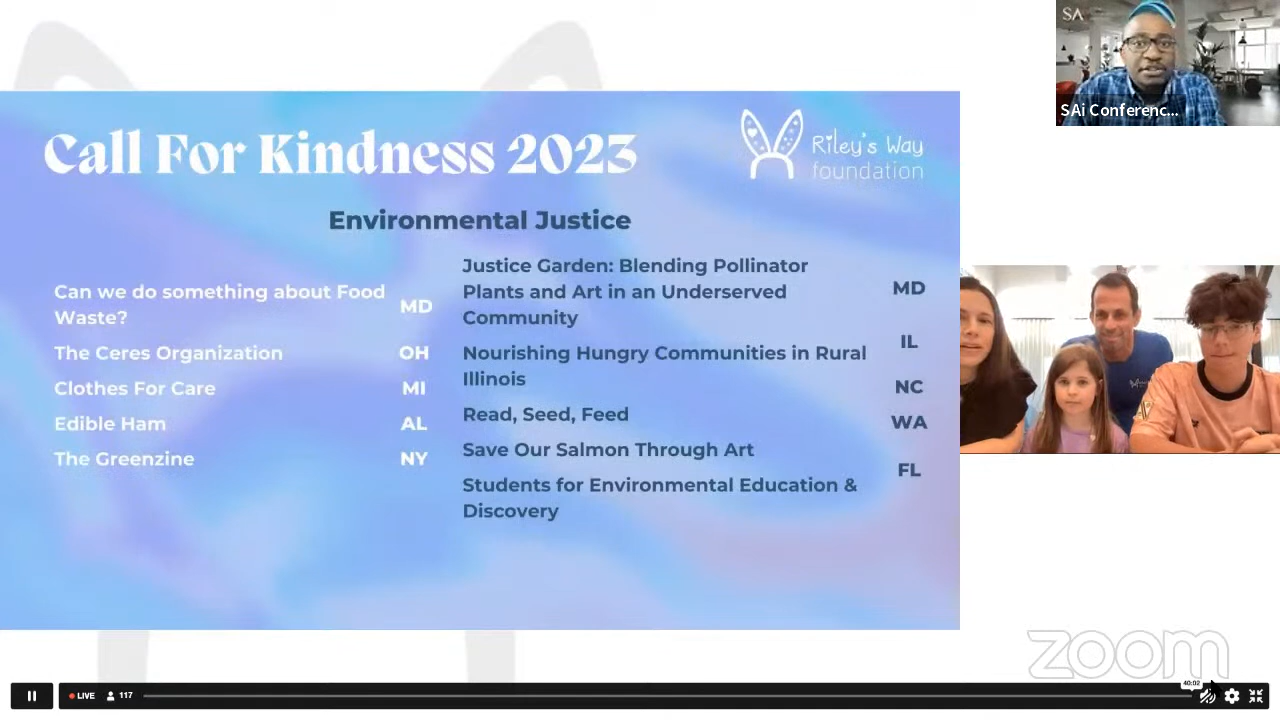 SA
SAi Conferenc...
Call For Kindness 2023
Riley's Way
foundation
Environmental Justice
Can we do something about Food
Waste?
MD
The Ceres Organization
OH
Clothes For Care
MI
Edible Ham
AL
The Greenzine
NY
Justice Garden: Blending Pollinator
Plants and Art in an Underserved
Community
MD
Nourishing Hungry Communities in Rural
Illinois
IL
Read, Seed, Feed
NC
Save Our Salmon Through Art
WA
Students for Environmental Education &
Discovery
FL
zoom
LIVE
117
40:02